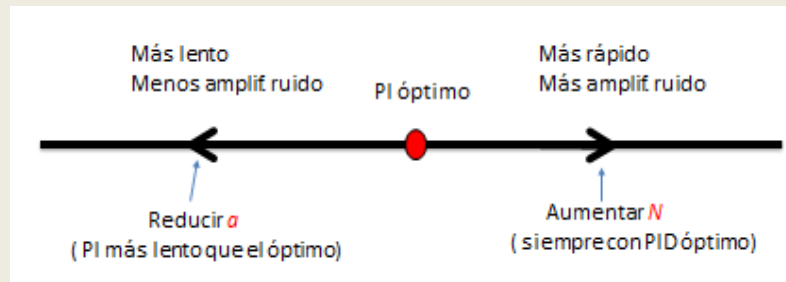 Más lento
Menos amplif. ruido
PI óptimo
Más rápido
Más amplif. ruido
Reducir a
( PI más lento que el óptimo)
Aumentar N
( siempre con PID óptimo)